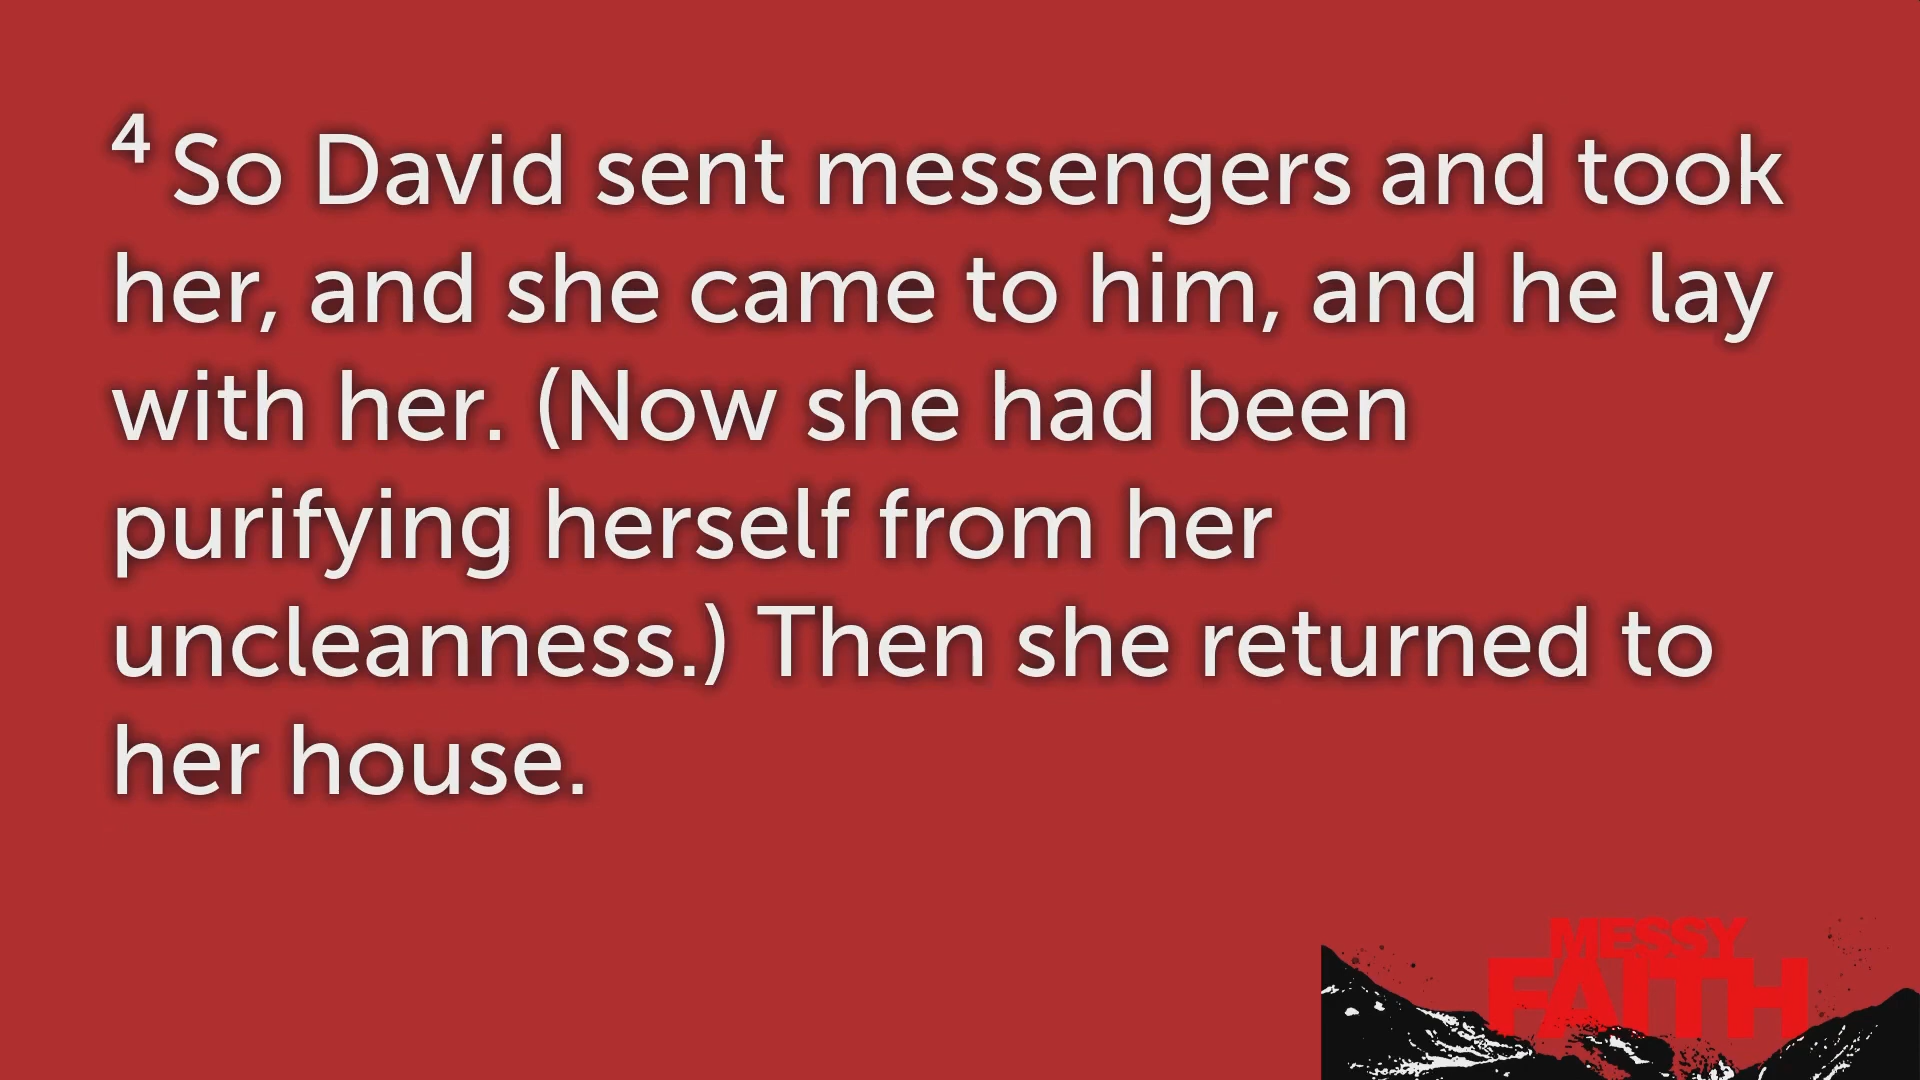 4 So David sent messengers and took
her, and she came to him, and he lay
with her. (Now she had been
purifying herself from her
uncleanness.) Then she returned to
her house.
MESSY
FAITH